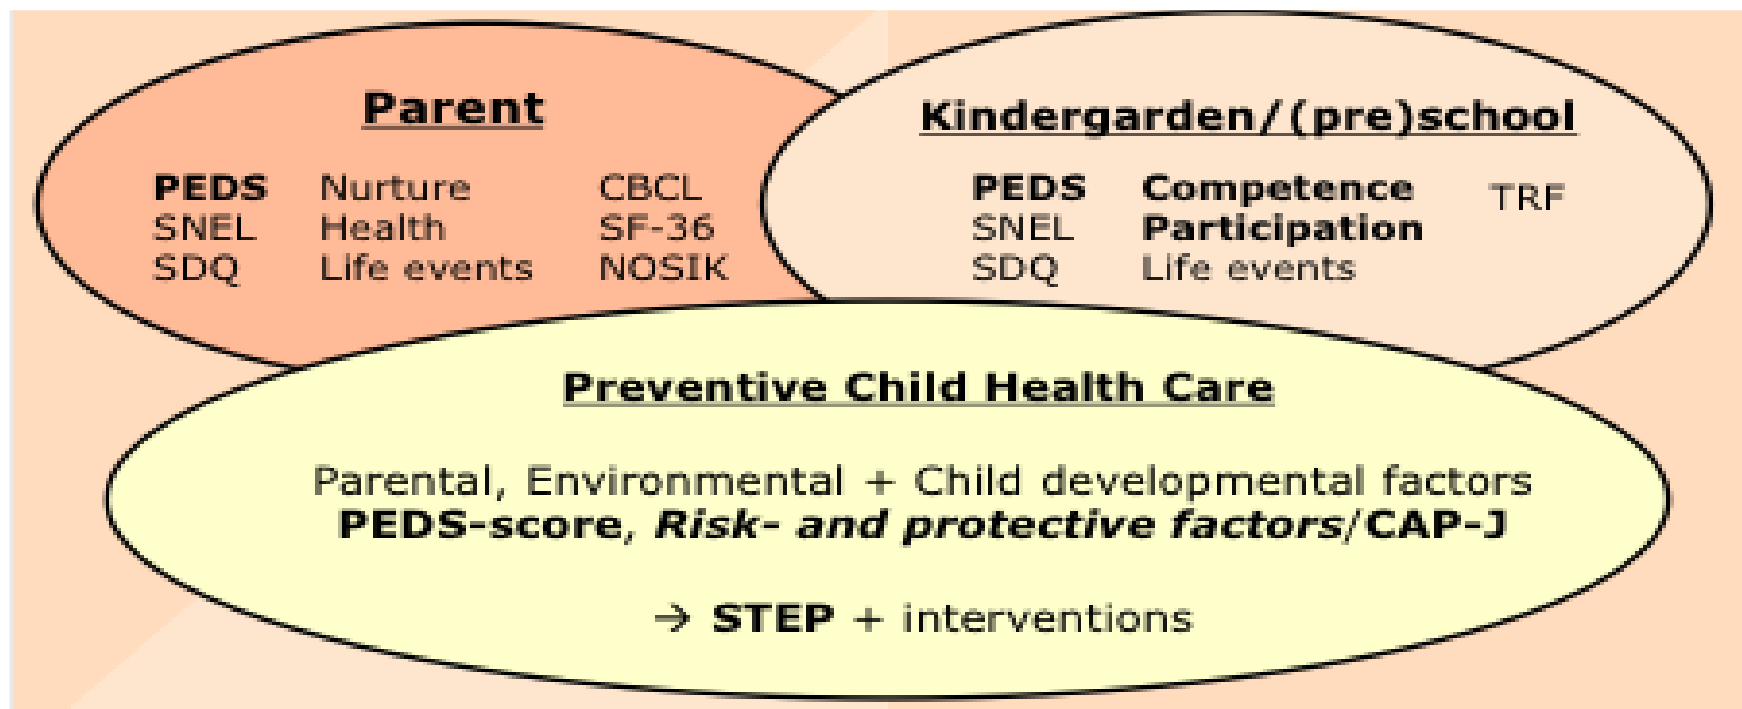 Parent
PEDS Nurture CBCL
SNEL Health SF-36
SDQ Life events NOSIK
Kindergarden/(pre)school
PEDS Competence TRF
SNEL Participation
SDQ Life events
Preventive Child Health Care
Parental, Environmental + Child developmental factors
PEDS-score, Risk- and protective factors/CAP-J
→ STEP + interventions